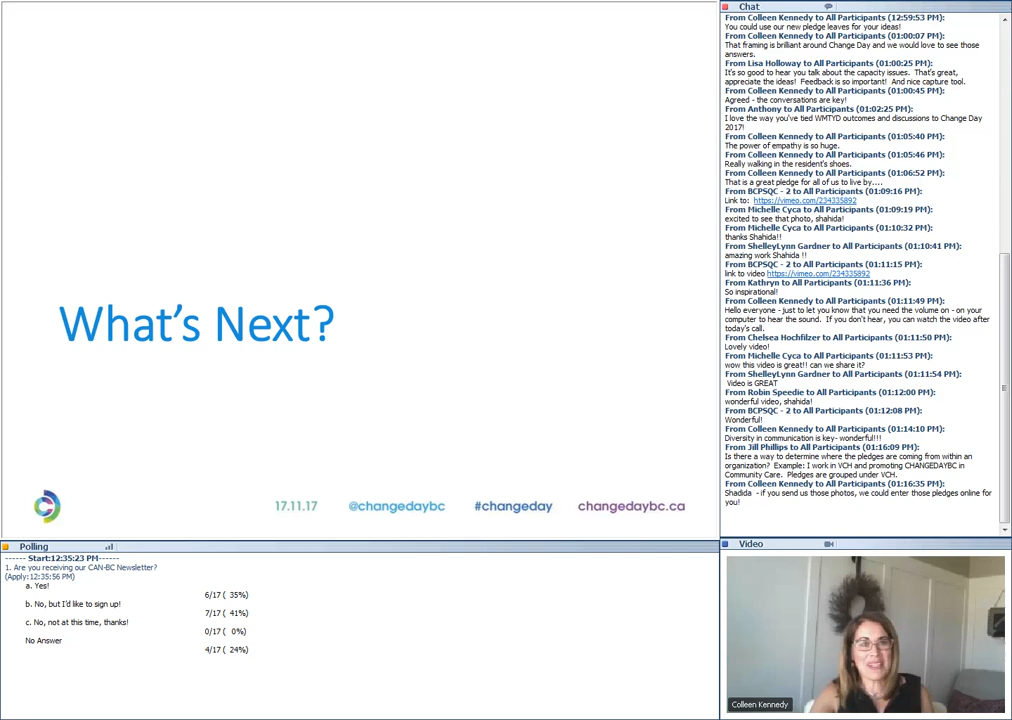 What's Next?
17.11.17 @changedaybc #changeday changedaybc.ca
Polling
------ Start:12:35:23 PM------
1. Are you receiving our CAN-BC Newsletter?
(Apply:12:35:56 PM)
a. Yes!
6/17 ( 35%)
b. No, but I'd like to sign up!
7/17 ( 41%)
c. No, not at this time, thanks!
0/17 ( 0%)
No Answer
4/17 ( 24%)
Chat
From Colleen Kennedy to All Participants (12:59:53 PM):
You could use our new pledge leaves for your ideas!
From Colleen Kennedy to All Participants (01:00:07 PM):
That framing is brilliant around Change Day and we would love to see those
answers.
From Lisa Holloway to All Participants (01:00:25 PM):
It's so good to hear you talk about the capacity issues. That's great,
appreciate the ideas! Feedback is so important! And nice capture tool.
From Colleen Kennedy to All Participants (01:00:45 PM):
Agreed - the conversations are key!
From Anthony to All Participants (01:02:25 PM):
I love the way you've tied WMTYD outcomes and discussions to Change Day
2017!
From Colleen Kennedy to All Participants (01:05:40 PM):
The power of empathy is so huge.
From Colleen Kennedy to All Participants (01:05:46 PM):
Really walking in the resident's shoes.
From Colleen Kennedy to All Participants (01:06:52 PM):
That is a great pledge for all of us to live by....
From BCPSQC - 2 to All Participants (01:09:16 PM):
Link to: https://vimeo.com/234335892
From Michelle Cyca to All Participants (01:09:19 PM):
excited to see that photo, shahida!
From Michelle Cyca to All Participants (01:10:32 PM):
thanks Shahida!!
From ShelleyLynn Gardner to All Participants (01:10:41 PM):
amazing work Shahida !!
From BCPSQC - 2 to All Participants (01:11:15 PM):
link to video https://vimeo.com/234335892
From Kathryn to All Participants (01:11:36 PM):
So inspirational!
From Colleen Kennedy to All Participants (01:11:49 PM):
Hello everyone - just to let you know that you need the volume on - on your
computer to hear the sound. If you don't hear, you can watch the video after
today's call.
From Chelsea Hochfilzer to All Participants (01:11:50 PM):
Lovely video!
From Michelle Cyca to All Participants (01:11:53 PM):
wow this video is great!! can we share it?
From ShelleyLynn Gardner to All Participants (01:11:54 PM):
Video is GREAT
From Robin Speedie to All Participants (01:12:00 PM):
wonderful video, shahida!
From BCPSQC - 2 to All Participants (01:12:08 PM):
Wonderful!
From Colleen Kennedy to All Participants (01:14:10 PM):
Diversity in communication is key- wonderful!!!
From Jill Phillips to All Participants (01:16:09 PM):
Is there a way to determine where the pledges are coming from within an
organization? Example: I work in VCH and promoting CHANGEDAYBC in
Community Care. Pledges are grouped under VCH.
From Colleen Kennedy to All Participants (01:16:35 PM):
Shadida - if you send us those photos, we could enter those pledges online for
you!
Video
Colleen Kennedy